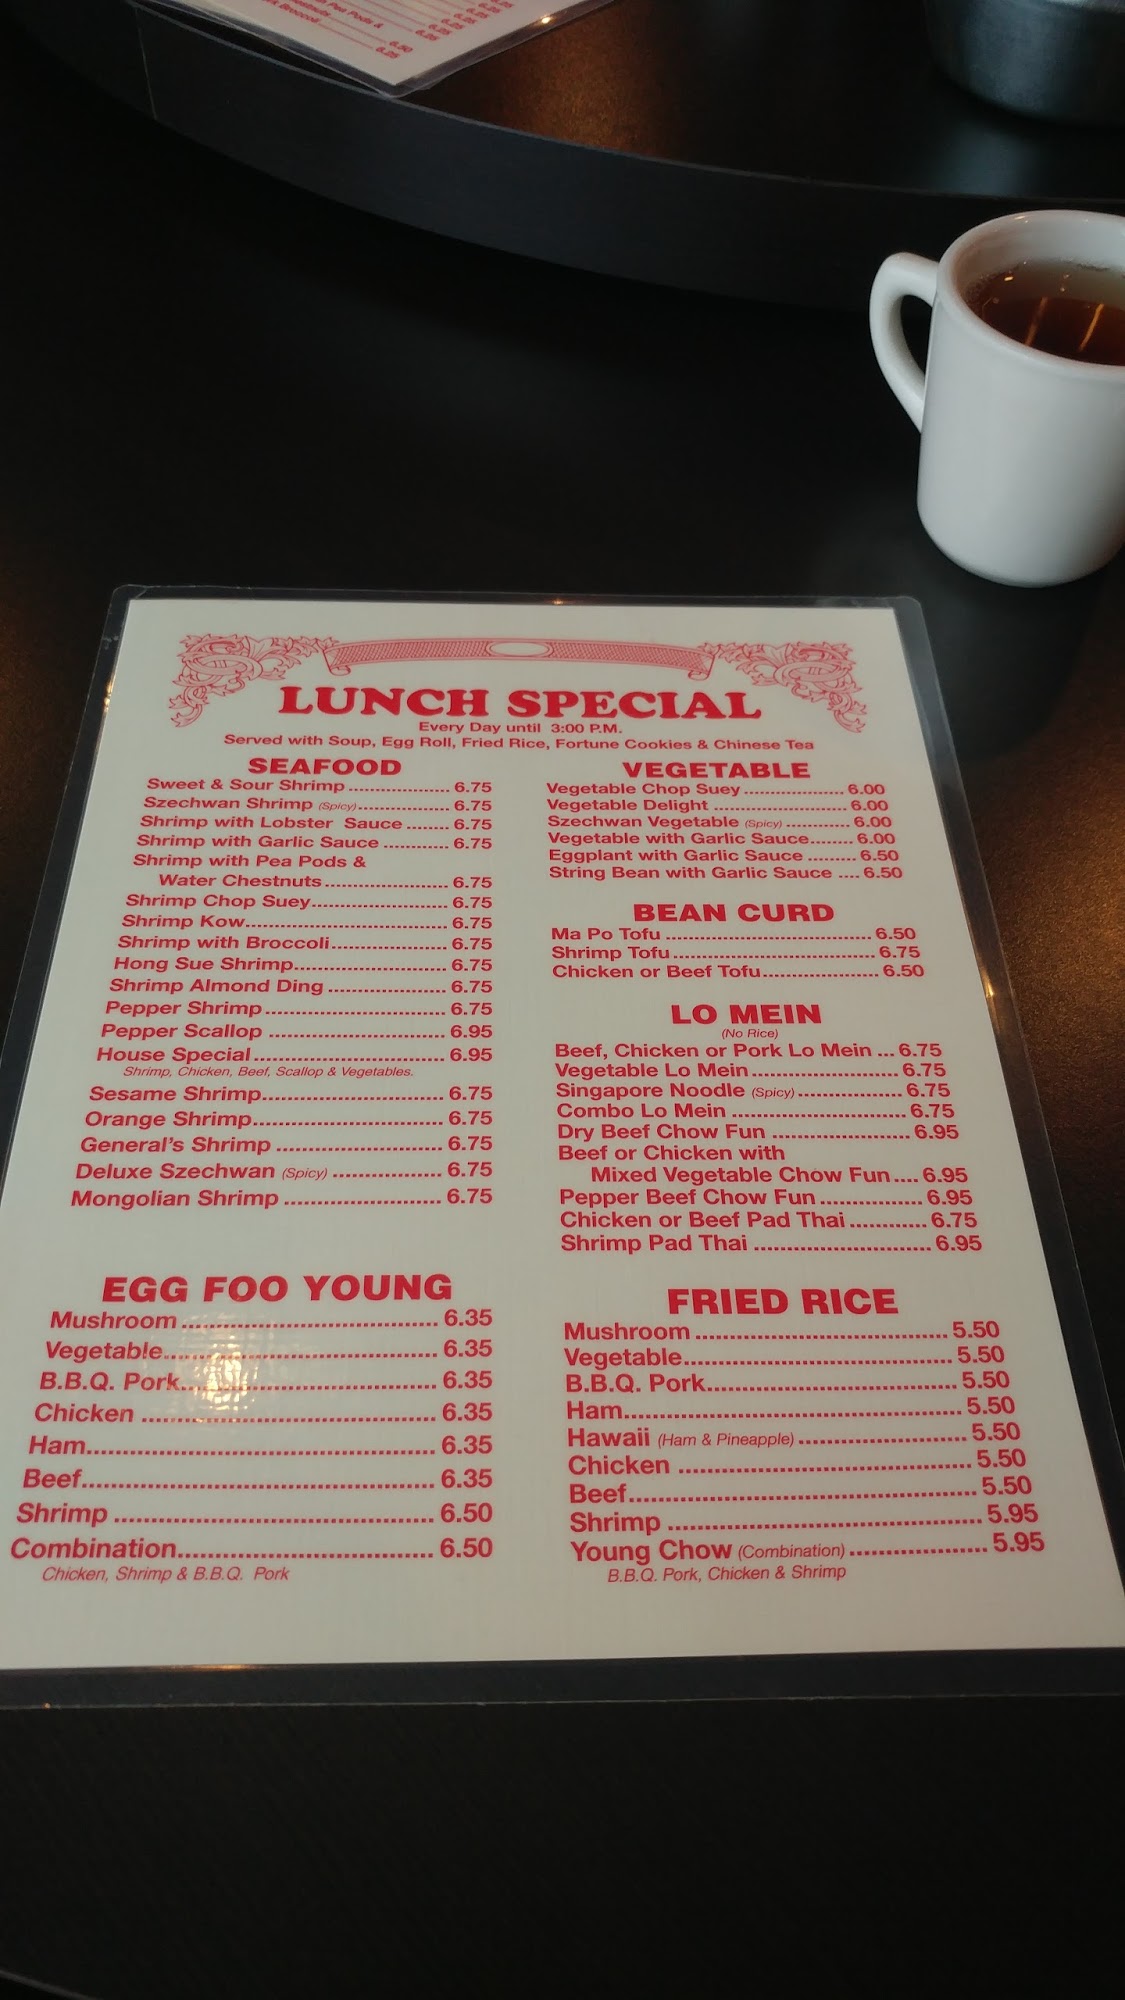 Pea Pods &
Broccoli
6.50
6.25
6.25
6.25
6.25
LUNCH SPECIAL
Every Day until 3:00 P.M.
Served with Soup, Egg Roll, Fried Rice, Fortune Cookies & Chinese Tea
SEAFOOD
Sweet & Sour Shrimp .................... 6.75
Szechwan Shrimp (Spicy).................. 6.75
Shrimp with Lobster Sauce ........ 6.75
Shrimp with Garlic Sauce ............ 6.75
Shrimp with Pea Pods &
Water Chestnuts....................... 6.75
Shrimp Chop Suey........................ 6.75
Shrimp Kow.................................. 6.75
Shrimp with Broccoli.................... 6.75
Hong Sue Shrimp.......................... 6.75
Shrimp Almond Ding .................... 6.75
Pepper Shrimp.............................. 6.75
Pepper Scallop ............................. 6.95
House Special............................... 6.95
Shrimp, Chicken, Beef, Scallop & Vegetables.
Sesame Shrimp............................. 6.75
Orange Shrimp.............................. 6.75
General's Shrimp .......................... 6.75
Deluxe Szechwan (Spicy) ................ 6.75
Mongolian Shrimp ........................ 6.75
EGG FOO YOUNG
Mushroom ................................... 6.35
Vegetable...................................... 6.35
B.B.Q. Pork................................... 6.35
Chicken ........................................ 6.35
Ham............................................... 6.35
Beef............................................... 6.35
Shrimp .......................................... 6.50
Combination.................................. 6.50
Chicken, Shrimp & B.B.Q. Pork
VEGETABLE
Vegetable Chop Suey .................... 6.00
Vegetable Delight .......................... 6.00
Szechwan Vegetable (Spicy) ............ 6.00
Vegetable with Garlic Sauce........ 6.00
Eggplant with Garlic Sauce ......... 6.50
String Bean with Garlic Sauce .... 6.50
BEAN CURD
Ma Po Tofu .................................... 6.50
Shrimp Tofu................................... 6.75
Chicken or Beef Tofu.................... 6.50
LO MEIN
(No Rice)
Beef, Chicken or Pork Lo Mein ... 6.75
Vegetable Lo Mein........................ 6.75
Singapore Noodle (Spicy)................. 6.75
Combo Lo Mein ............................ 6.75
Dry Beef Chow Fun ...................... 6.95
Beef or Chicken with
Mixed Vegetable Chow Fun.... 6.95
Pepper Beef Chow Fun................. 6.95
Chicken or Beef Pad Thai............. 6.75
Shrimp Pad Thai ............................ 6.95
FRIED RICE
Mushroom ..................................... 5.50
Vegetable........................................ 5.50
B.B.Q. Pork..................................... 5.50
Ham................................................. 5.50
Hawaii (Ham & Pineapple) ........................ 5.50
Chicken .......................................... 5.50
Beef................................................. 5.50
Shrimp ............................................ 5.95
Young Chow (Combination) .................... 5.95
B.B.Q. Pork, Chicken & Shrimp